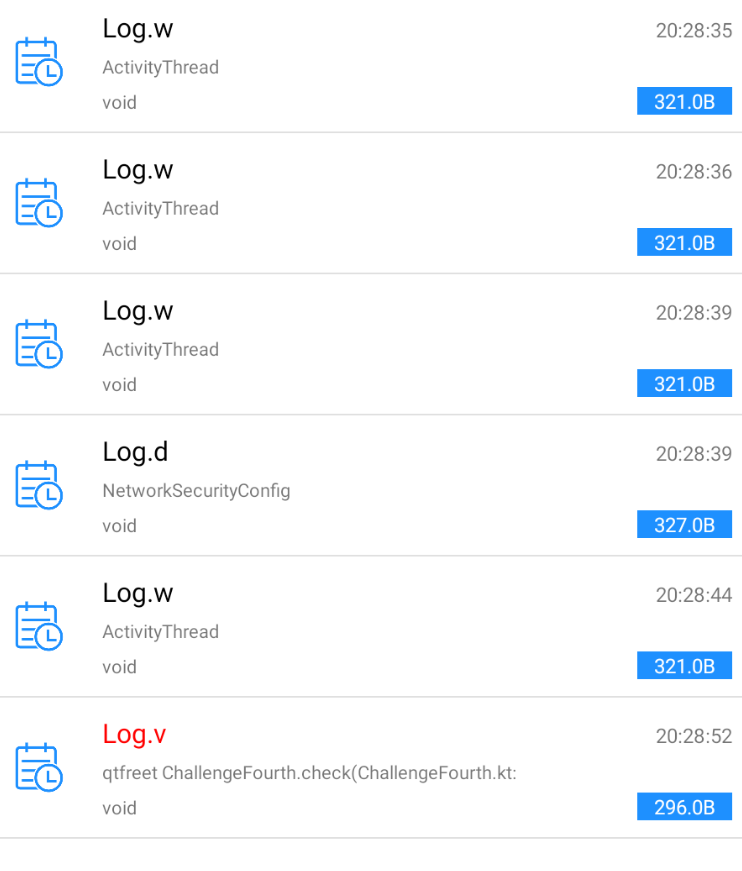 Log.w 20:28:35
ActivityThread
void 321.0B
Log.w 20:28:36
ActivityThread
void 321.0B
Log.w 20:28:39
ActivityThread
void 321.0B
Log.d 20:28:39
NetworkSecurityConfig
void 327.0B
Log.w 20:28:44
ActivityThread
void 321.0B
Log.v 20:28:52
qtfreet ChallengeFourth.check(ChallengeFourth.kt:
void 296.0B